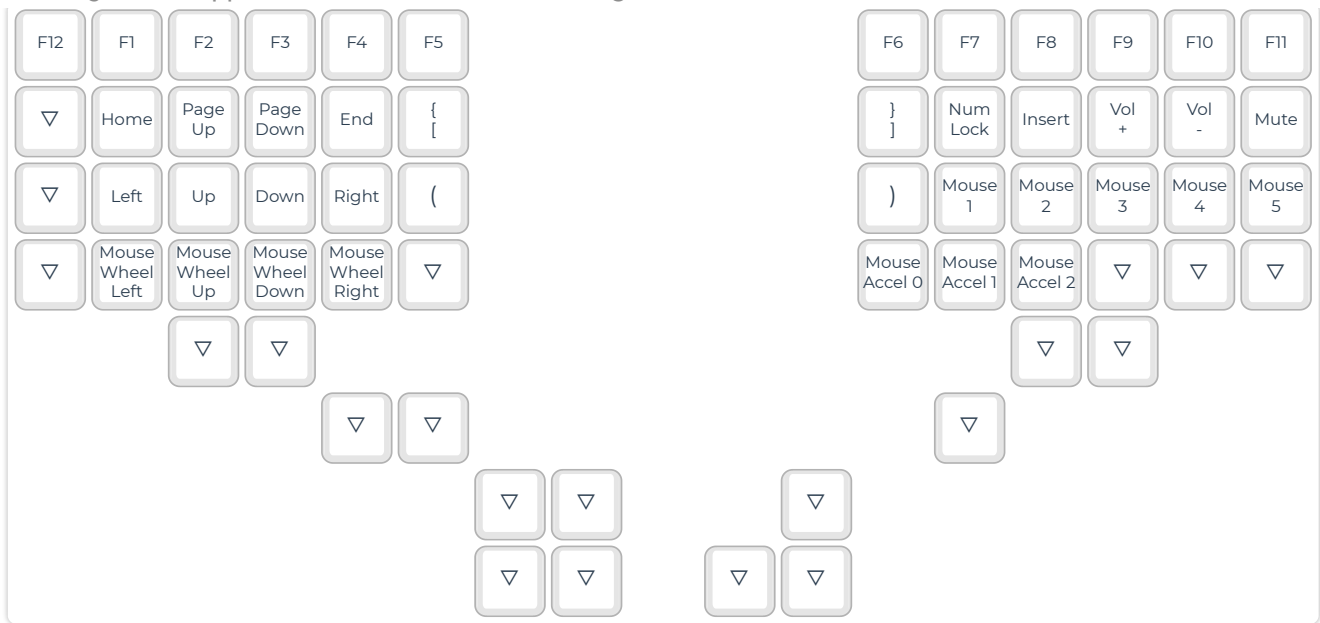 F12 F1 F2 F3 F4 F5 F6 F7 F8 F9 F10 F11
▽ Home Page Up Page Down End { [ } ] Num Lock Insert Vol + Vol - Mute
▽ Left Up Down Right ( ) Mouse 1 Mouse 2 Mouse 3 Mouse 4 Mouse 5
▽ Mouse Wheel Left Mouse Wheel Up Mouse Wheel Down Mouse Wheel Right ▽ Mouse Accel 0 Mouse Accel 1 Mouse Accel 2 ▽ ▽ ▽
▽ ▽ ▽ ▽
▽ ▽ ▽
▽ ▽ ▽
▽ ▽ ▽ ▽